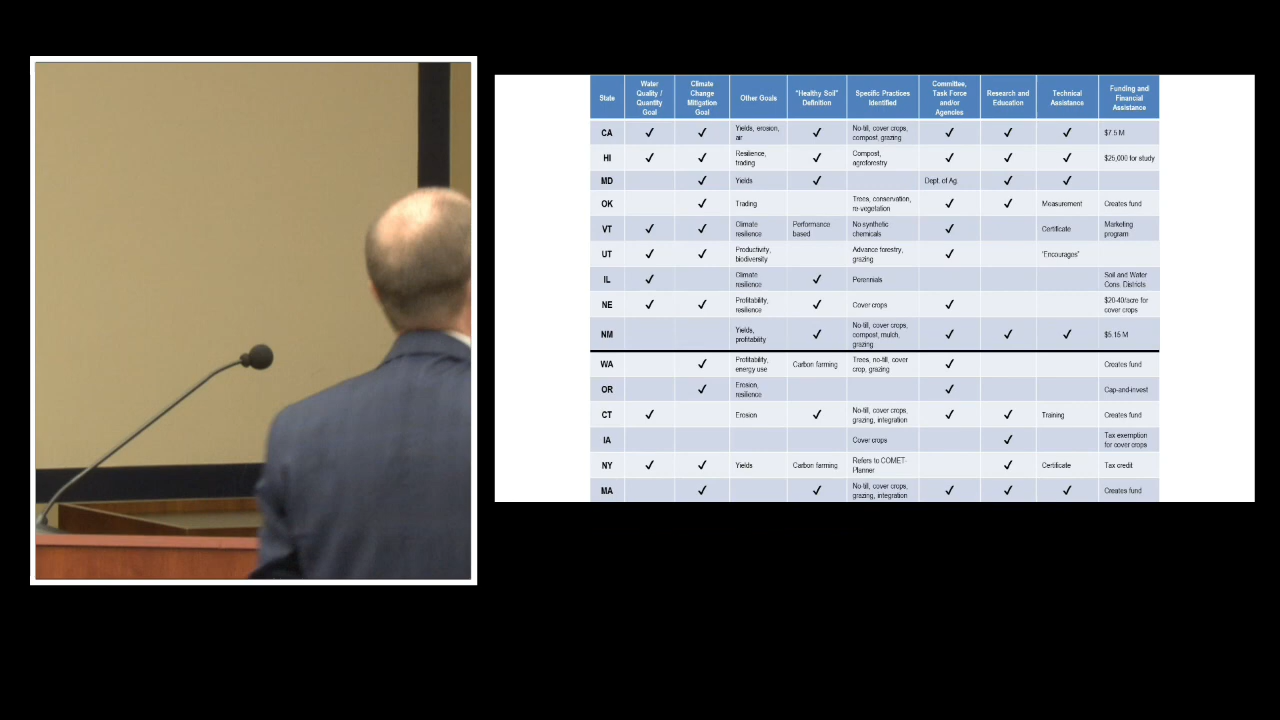 State
Water
Quality /
Quantity
Goal
Climate
Change
Mitigation
Goal
Other Goals
"Healthy Soil"
Definition
Specific Practices
Identified
Committee,
Task Force
and/or
Agencies
Research and
Education
Technical
Assistance
Funding and
Financial
Assistance
CA ✓ ✓ Yields, erosion,
air
✓ No-till, cover crops,
compost, grazing
✓ ✓ ✓ $7.5 M
HI ✓ ✓ Resilience,
trading
✓ Compost,
agroforestry
✓ ✓ ✓ $25,000 for study
MD ✓ Yields ✓ Dept. of Ag. ✓ ✓
OK ✓ Trading Trees, conservation,
re-vegetation
✓ ✓ Measurement Creates fund
VT ✓ ✓ Climate
resilience
Performance
based
No synthetic
chemicals
✓ Certificate Marketing
program
UT ✓ ✓ Productivity,
biodiversity
Advance forestry,
grazing
✓ "Encourages"
IL ✓ Climate
resilience
✓ Perennials Soil and Water
Cons. Districts
NE ✓ ✓ Profitability,
resilience
✓ Cover crops ✓ $20-40/acre for
cover crops
NM Yields,
profitability
✓ No-till, cover crops,
compost, mulch,
grazing
✓ ✓ ✓ $5.15 M
WA ✓ Profitability,
energy use
Carbon farming Trees, no-till, cover
crop, grazing
✓ Creates fund
OR ✓ Erosion,
resilience
✓ Cap-and-invest
CT ✓ Erosion ✓ No-till, cover crops,
grazing, integration
✓ ✓ Training Creates fund
IA Cover crops ✓ Tax exemption
for cover crops
NY ✓ ✓ Yields Carbon farming Refers to COMET-
Planner
✓ Certificate Tax credit
MA ✓ ✓ No-till, cover crops,
grazing, integration
✓ ✓ ✓ Creates fund